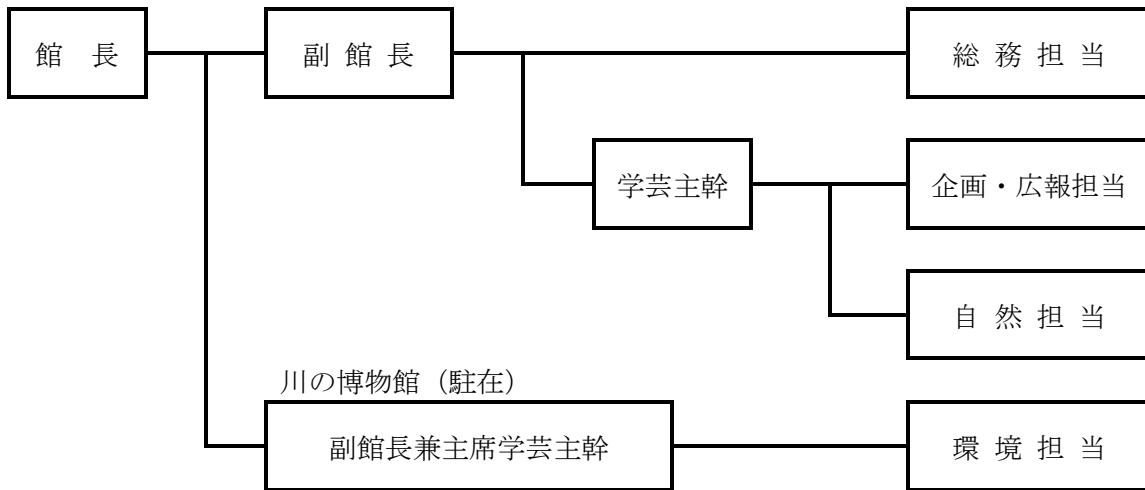 館　長
副 館 長
総 務 担 当
学芸主幹
企画・広報担当
自 然 担 当
川の博物館（駐在）
副館長兼主席学芸主幹
環 境 担 当